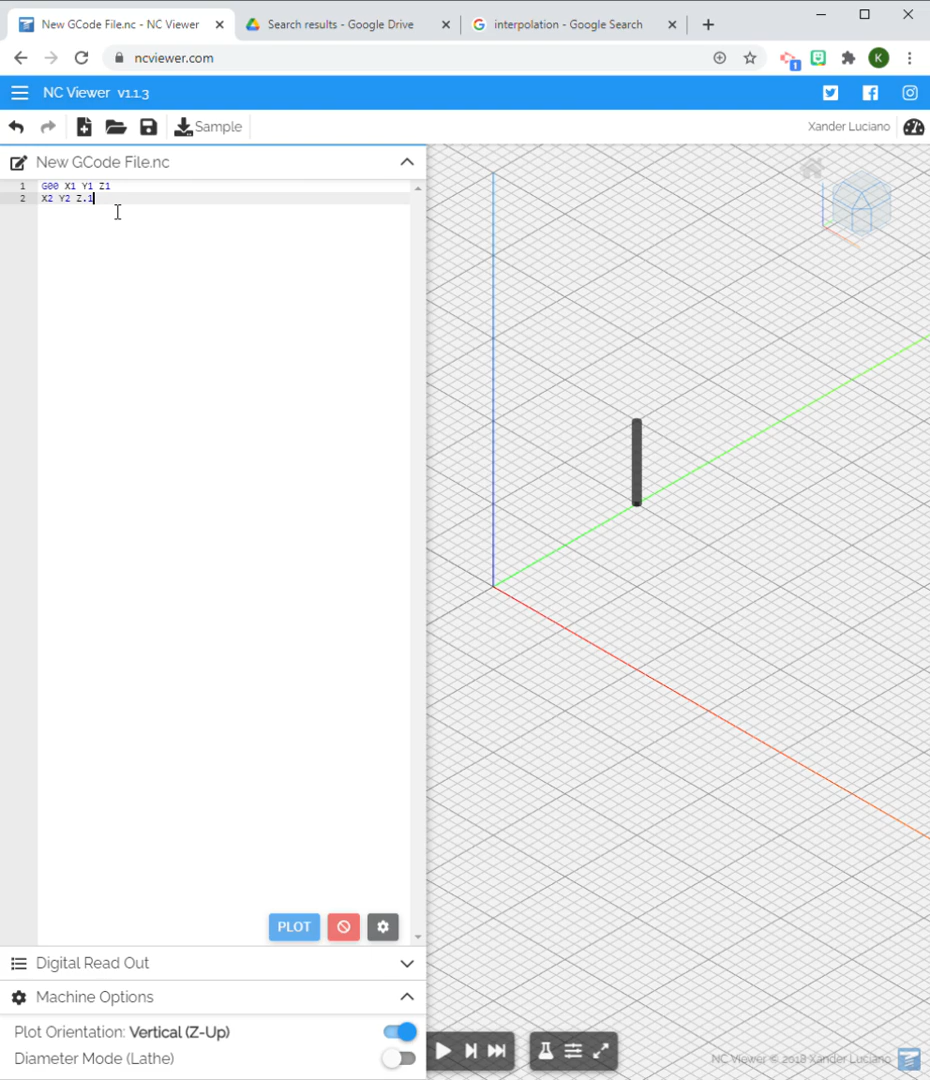 New GCode File.nc - NC Viewer
Search results - Google Drive
interpolation - Google Search
ncviewer.com
1
K
NC Viewer v1.1.3
Sample
Xander Luciano
New GCode File.nc
1 G00 X1 Y1 Z1
2 X2 Y2 Z.1
PLOT
Digital Read Out
Machine Options
Plot Orientation: Vertical (Z-Up)
Diameter Mode (Lathe)
NC Viewer © 2018 Xander Luciano